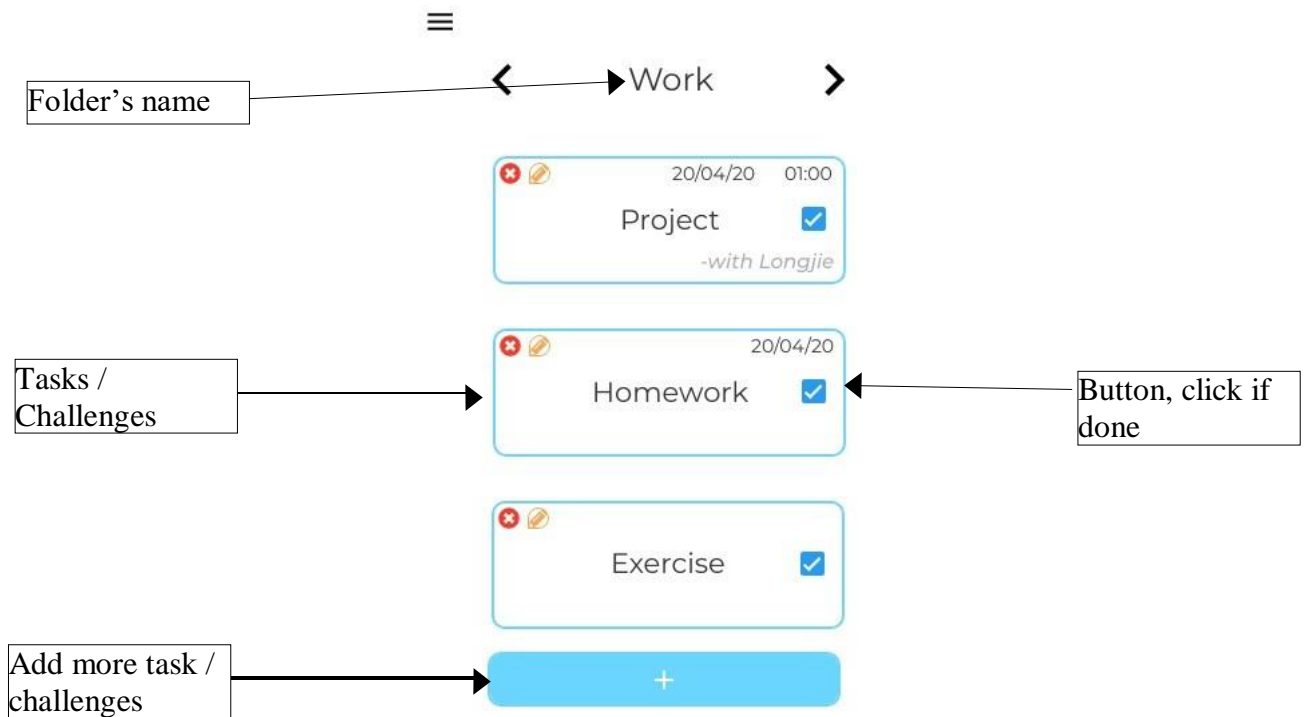 Work
Folder’s name
20/04/20 01:00
Project
-with Longjie
20/04/20
Homework
Tasks /
Challenges
Button, click if
done
Exercise
Add more task /
challenges
+